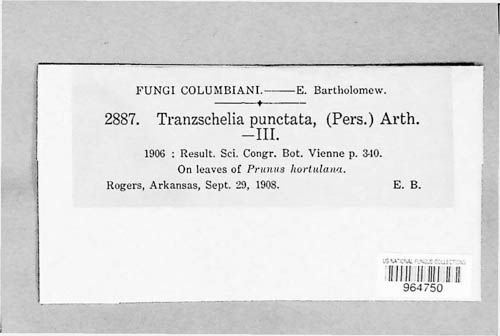 FUNGI COLUMBIANI.——E. Bartholomew.
2887. Tranzschelia punctata, (Pers.) Arth.
—III.
1906 : Result. Sci. Congr. Bot. Vienne p. 340.
On leaves of Prunus hortulana.
Rogers, Arkansas, Sept. 29, 1908. E. B.
US NATIONAL FUNGUS COLLECTIONS
964750